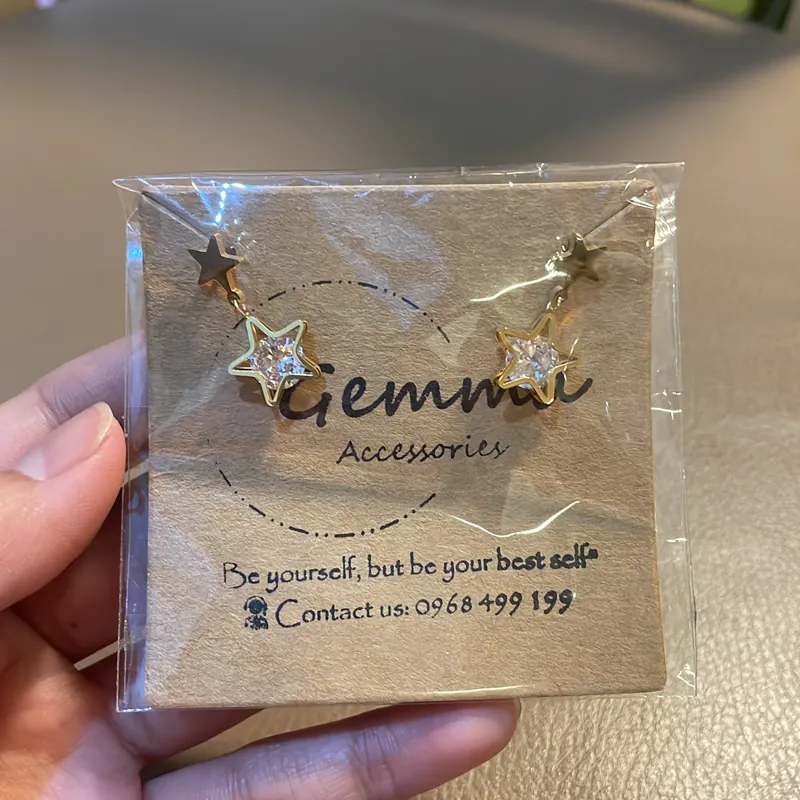 Gemma
Accessories
Be yourself, but be your best self"
Contact us: 0968 499 199